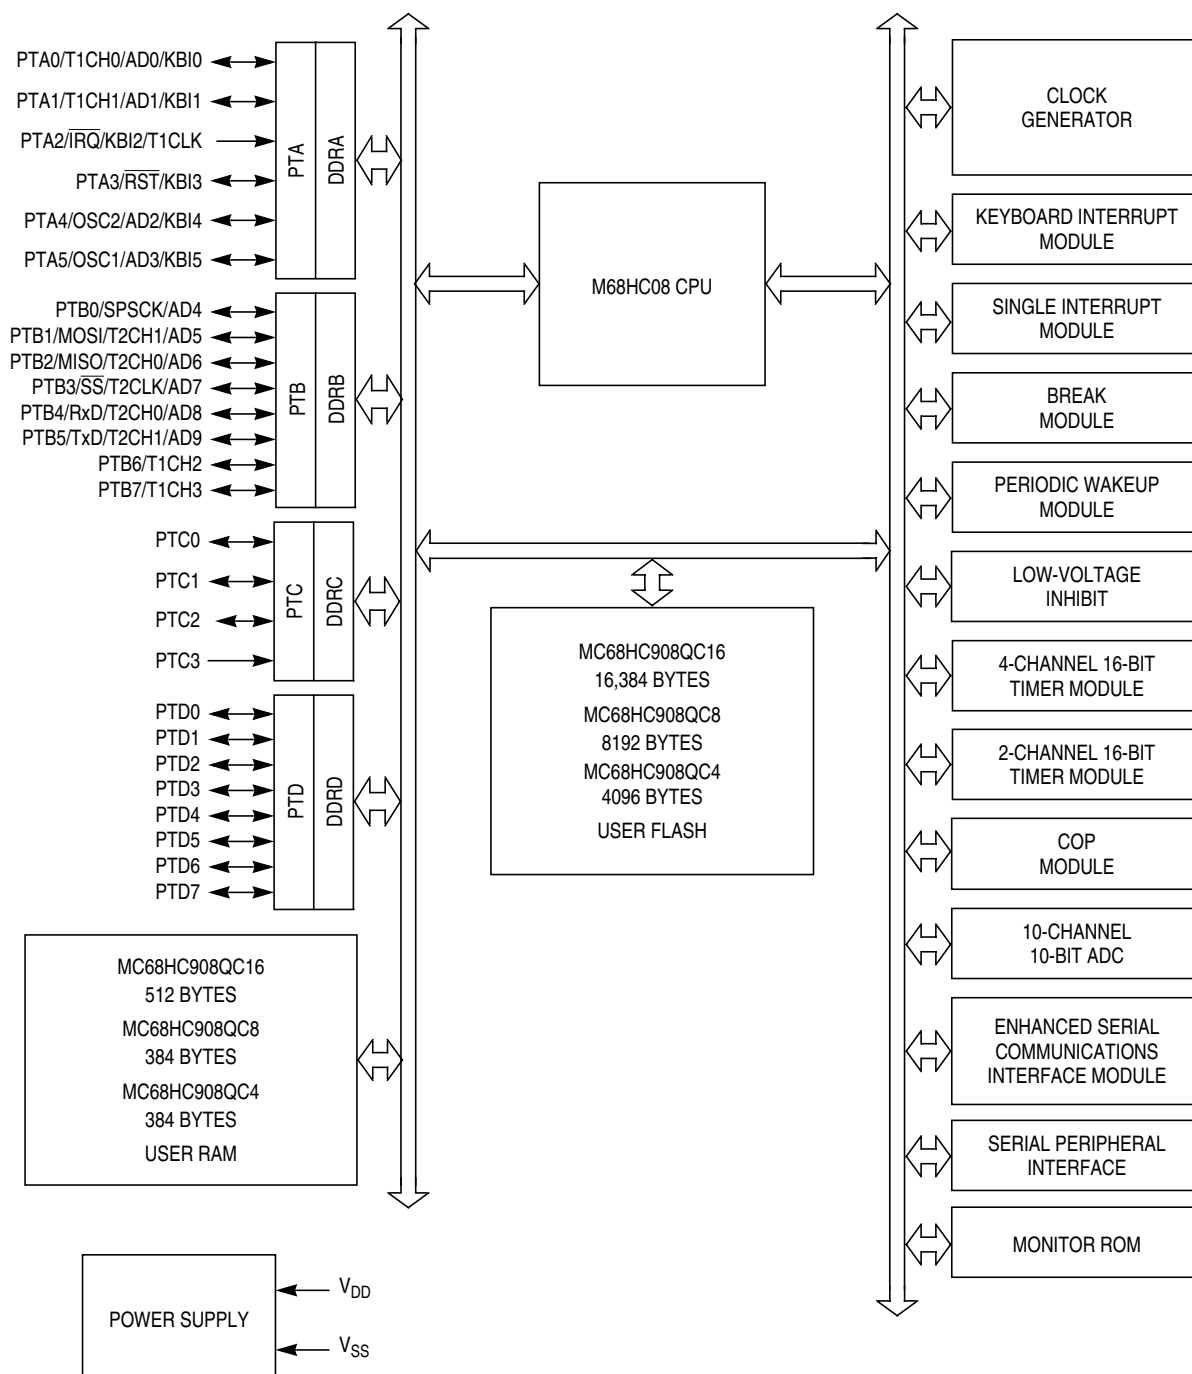 PTA0/T1CH0/AD0/KBI0
PTA1/T1CH1/AD1/KBI1
PTA2/IRQ/KBI2/T1CLK
PTA3/RST/KBI3
PTA4/OSC2/AD2/KBI4
PTA5/OSC1/AD3/KBI5
PTA
DDRA
PTB0/SPSCK/AD4
PTB1/MOSI/T2CH1/AD5
PTB2/MISO/T2CH0/AD6
PTB3/SS/T2CLK/AD7
PTB4/RxD/T2CH0/AD8
PTB5/TxD/T2CH1/AD9
PTB6/T1CH2
PTB7/T1CH3
PTB
DDRB
PTC0
PTC1
PTC2
PTC3
PTC
DDRC
PTD0
PTD1
PTD2
PTD3
PTD4
PTD5
PTD6
PTD7
PTD
DDRD
MC68HC908QC16
512 BYTES
MC68HC908QC8
384 BYTES
MC68HC908QC4
384 BYTES
USER RAM
POWER SUPPLY
VDD
VSS
M68HC08 CPU
MC68HC908QC16
16,384 BYTES
MC68HC908QC8
8192 BYTES
MC68HC908QC4
4096 BYTES
USER FLASH
CLOCK
GENERATOR
KEYBOARD INTERRUPT
MODULE
SINGLE INTERRUPT
MODULE
BREAK
MODULE
PERIODIC WAKEUP
MODULE
LOW-VOLTAGE
INHIBIT
4-CHANNEL 16-BIT
TIMER MODULE
2-CHANNEL 16-BIT
TIMER MODULE
COP
MODULE
10-CHANNEL
10-BIT ADC
ENHANCED SERIAL
COMMUNICATIONS
INTERFACE MODULE
SERIAL PERIPHERAL
INTERFACE
MONITOR ROM